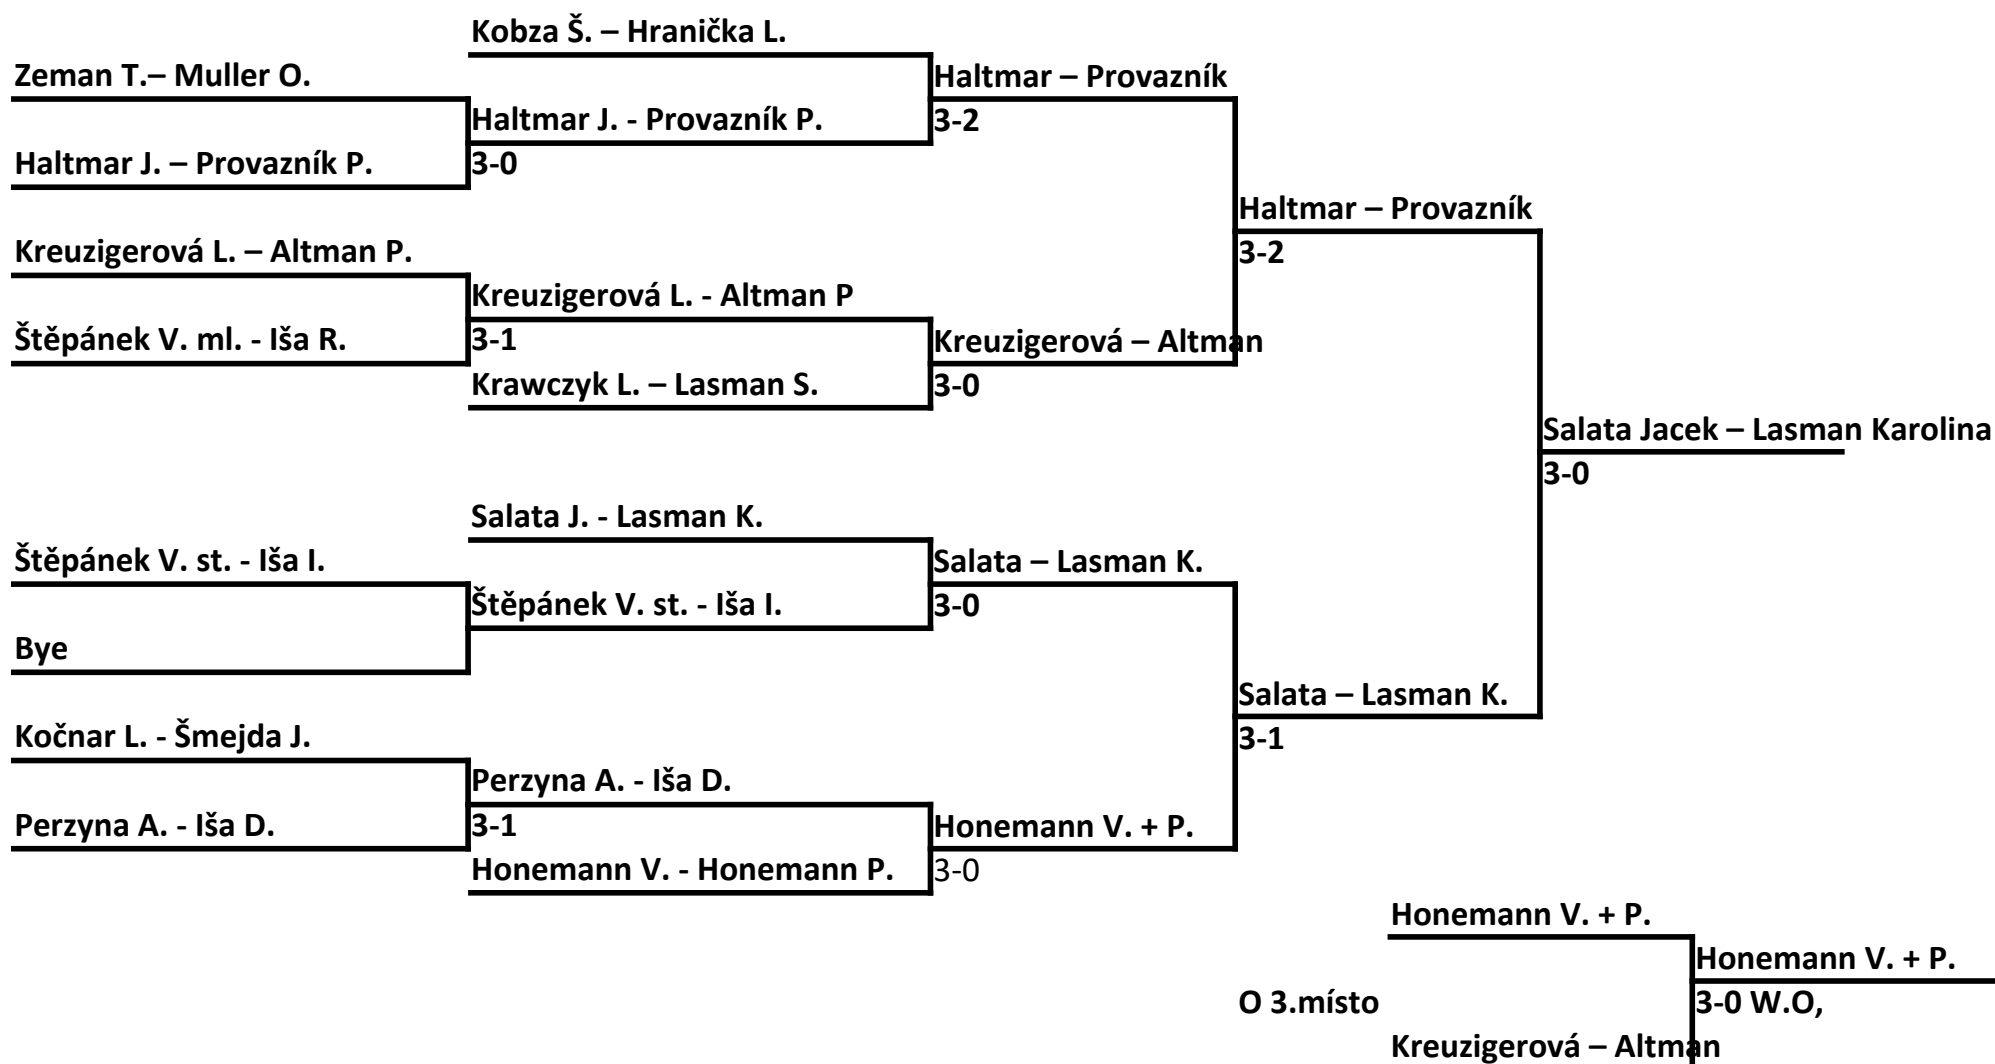 Kobza Š. – Hranička L.
Zeman T.– Muller O.
Haltmar – Provazník
Haltmar J. - Provazník P.
3-2
Haltmar J. – Provazník P.
3-0
Haltmar – Provazník
Kreuzigerová L. – Altman P.
3-2
Kreuzigerová L. - Altman P
Štěpánek V. ml. - Iša R.
3-1
Kreuzigerová – Altman
Krawczyk L. – Lasman S.
3-0
Salata Jacek – Lasman Karolina
3-0
Salata J. - Lasman K.
Štěpánek V. st. - Iša I.
Salata – Lasman K.
Štěpánek V. st. - Iša I.
3-0
Bye
Salata – Lasman K.
Kočnar L. - Šmejda J.
3-1
Perzyna A. - Iša D.
Perzyna A. - Iša D.
3-1
Honemann V. + P.
Honemann V. - Honemann P.
3-0
Honemann V. + P.
Honemann V. + P.
O 3.místo
3-0 W.O,
Kreuzigerová – Altman